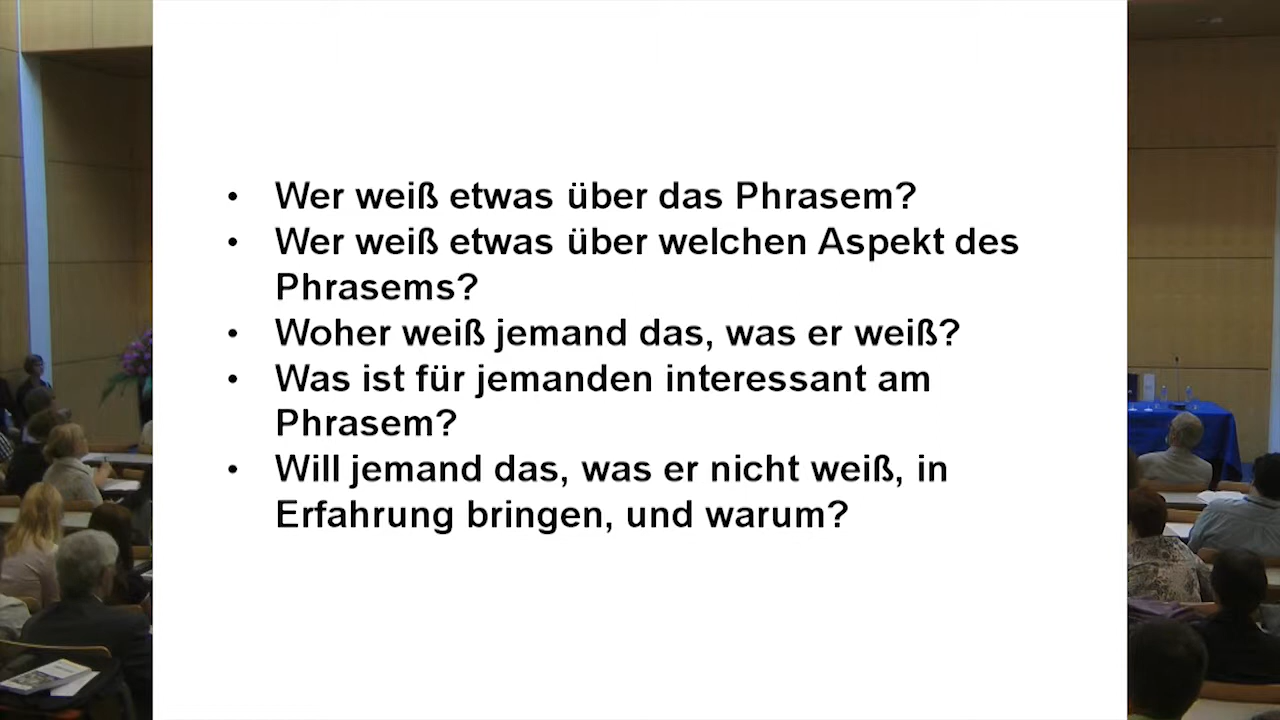 • Wer weiß etwas über das Phrasem?
• Wer weiß etwas über welchen Aspekt des
Phrasems?
• Woher weiß jemand das, was er weiß?
• Was ist für jemanden interessant am
Phrasem?
• Will jemand das, was er nicht weiß, in
Erfahrung bringen, und warum?